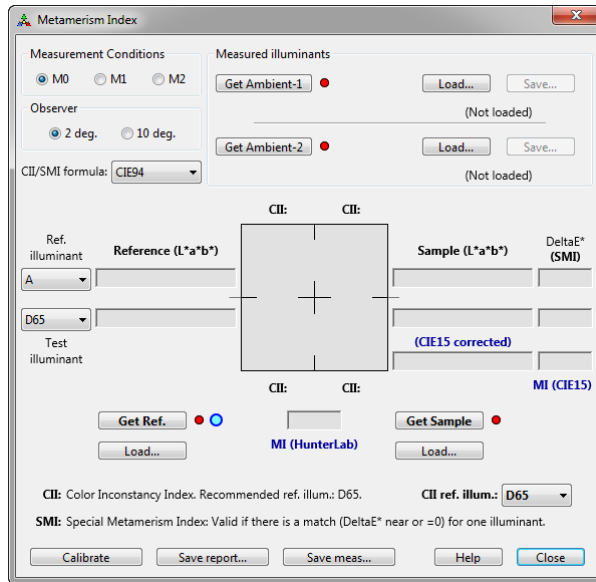 Metamerism Index
Measurement Conditions
M0 M1 M2
Observer
2 deg. 10 deg.
CII/SMI formula: CIE94
Measured illuminants
Get Ambient-1 Load... Save...
(Not loaded)
Get Ambient-2 Load... Save...
(Not loaded)
CII: CII:
Ref. illuminant
Reference (L*a*b*)
Sample (L*a*b*)
DeltaE*
(SMI)
A
D65
Test
illuminant
(CIE15 corrected)
CII: CII:
MI (CIE15)
Get Ref.
Get Sample
MI (HunterLab)
Load...
Load...
CII: Color Inconstancy Index. Recommended ref. illum.: D65.
CII ref. illum.: D65
SMI: Special Metamerism Index: Valid if there is a match (DeltaE* near or =0) for one illuminant.
Calibrate Save report... Save meas... Help Close